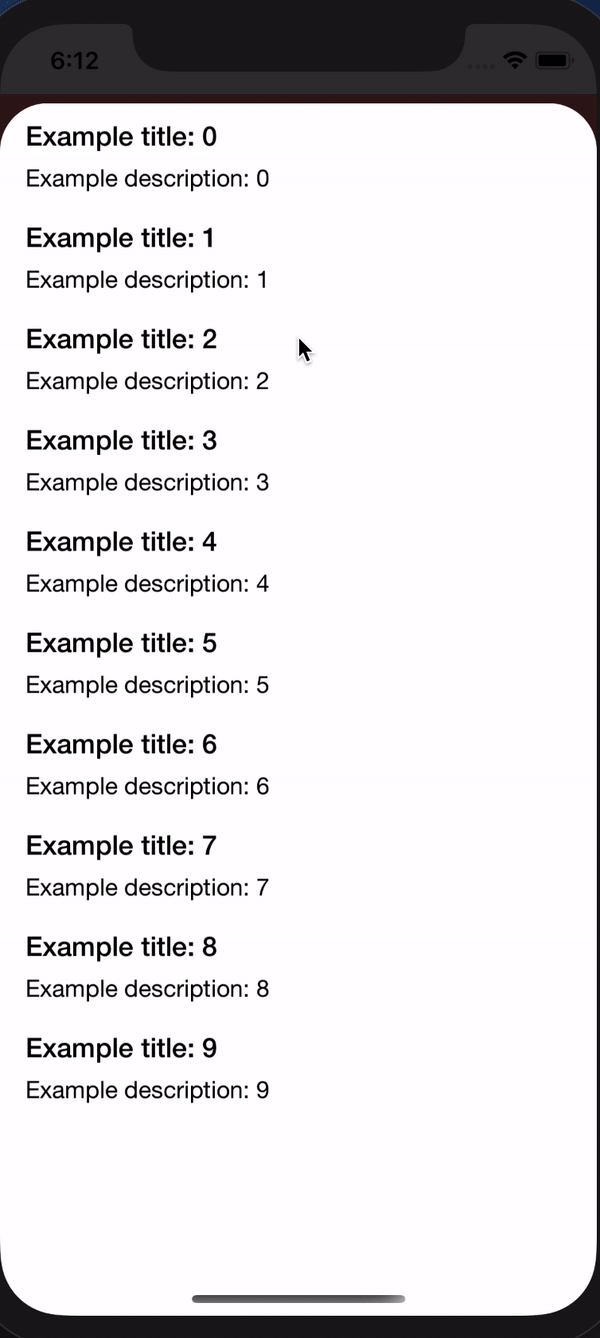 6:12
Example title: 0
Example description: 0
Example title: 1
Example description: 1
Example title: 2
Example description: 2
Example title: 3
Example description: 3
Example title: 4
Example description: 4
Example title: 5
Example description: 5
Example title: 6
Example description: 6
Example title: 7
Example description: 7
Example title: 8
Example description: 8
Example title: 9
Example description: 9